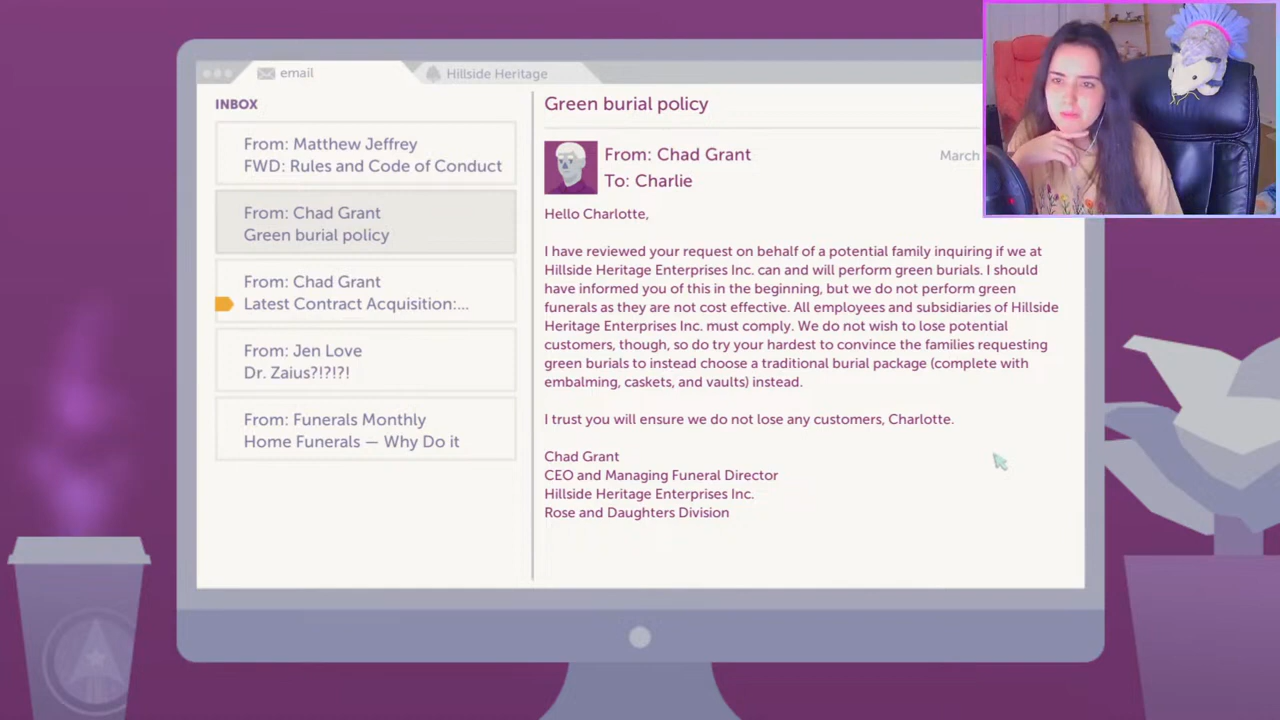 email
Hillside Heritage
INBOX
From: Matthew Jeffrey
FWD: Rules and Code of Conduct
From: Chad Grant
Green burial policy
From: Chad Grant
Latest Contract Acquisition:...
From: Jen Love
Dr. Zaius?!?!?!
From: Funerals Monthly
Home Funerals — Why Do it
Green burial policy
From: Chad Grant
March
To: Charlie
Hello Charlotte,
I have reviewed your request on behalf of a potential family inquiring if we at
Hillside Heritage Enterprises Inc. can and will perform green burials. I should
have informed you of this in the beginning, but we do not perform green
funerals as they are not cost effective. All employees and subsidiaries of Hillside
Heritage Enterprises Inc. must comply. We do not wish to lose potential
customers, though, so do try your hardest to convince the families requesting
green burials to instead choose a traditional burial package (complete with
embalming, caskets, and vaults) instead.
I trust you will ensure we do not lose any customers, Charlotte.
Chad Grant
CEO and Managing Funeral Director
Hillside Heritage Enterprises Inc.
Rose and Daughters Division